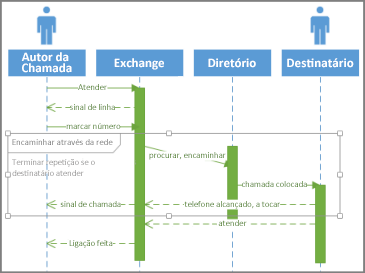 Autor da
Chamada
Exchange
Diretório
Destinatário
Atender
sinal de linha
marcar número
Encaminhar através da rede
procurar, encaminhar
Terminar repetição se o
destinatário atender
chamada colocada
sinal de chamada
telefone alcançado, a tocar
atender
Ligação feita